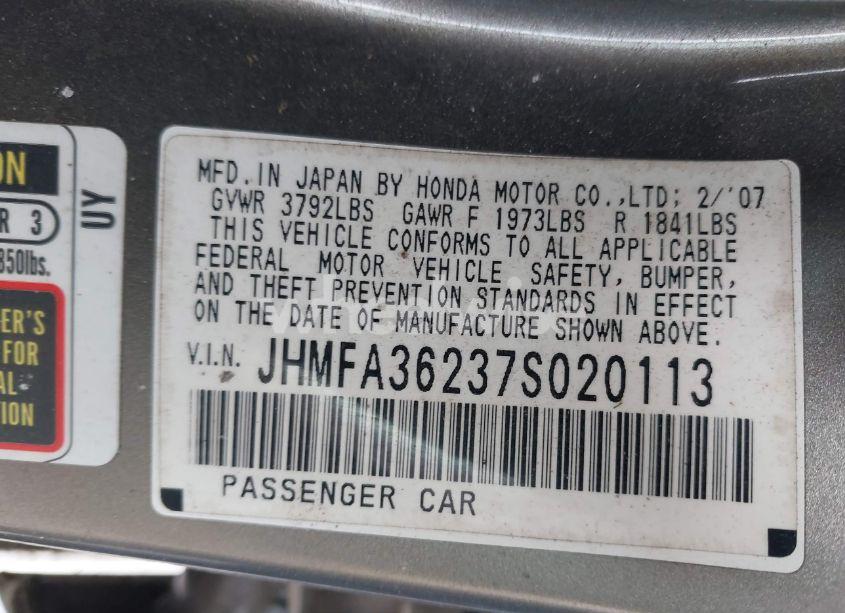 MFD. IN JAPAN BY HONDA MOTOR CO.,LTD; 2/'07
GVWR 3792LBS GAWR F 1973LBS R 1841LBS
THIS VEHICLE CONFORMS TO ALL APPLICABLE
FEDERAL MOTOR VEHICLE SAFETY, BUMPER,
AND THEFT PREVENTION STANDARDS IN EFFECT
ON THE DATE OF MANUFACTURE SHOWN ABOVE.
V.I.N. JHMFA36237S020113
PASSENGER CAR
UY
ON
R 3
850lbs.
ER'S
FOR
AL
TION